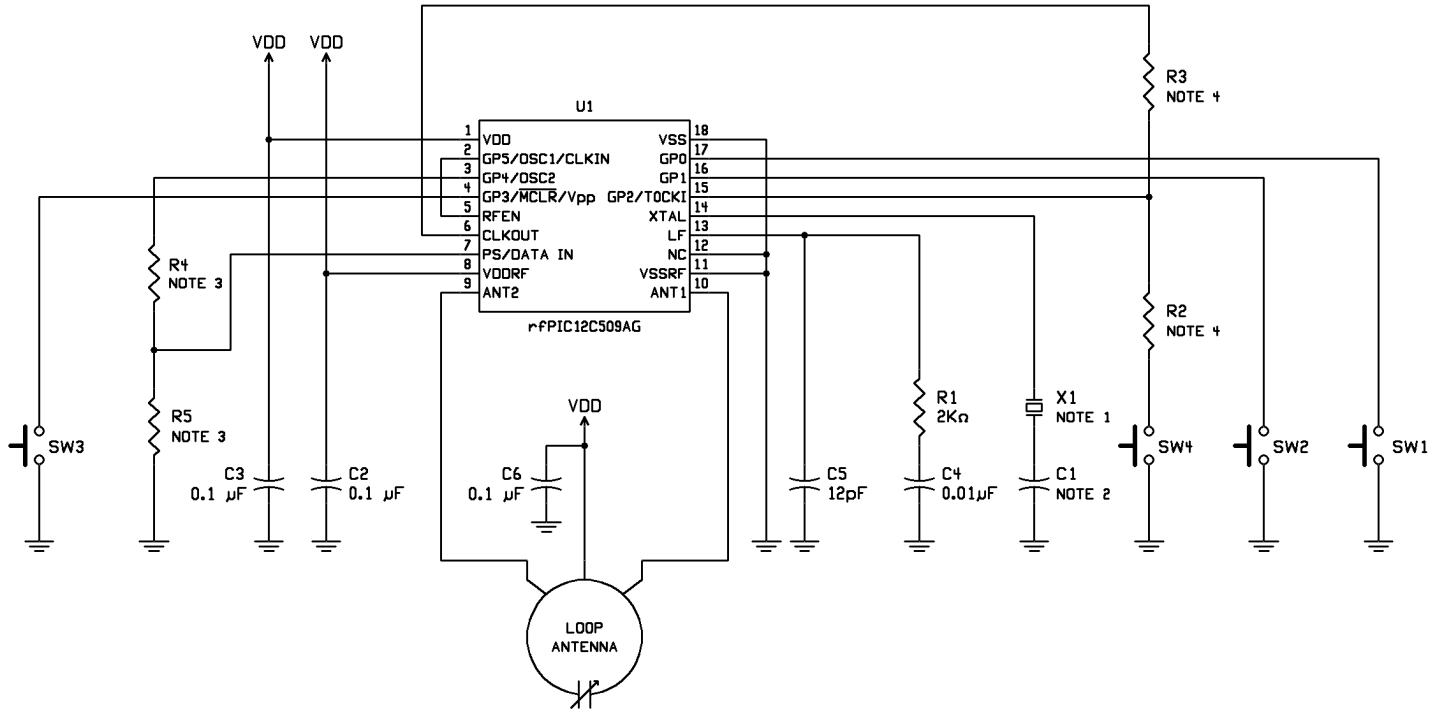 VDD VDD
U1
R3
NOTE 4
1 VDD VSS 18
2 GP5/OSC1/CLKIN GP0 17
3 GP4/OSC2 GP1 16
4 GP3/MCLR/Vpp GP2/TOCKI 15
5 RFEN XTAL 14
6 CLKOUT LF 13
7 PS/DATA IN NC 12
8 VDDRF VSSRF 11
9 ANT2 ANT1 10
rfPIC12C509AG
R4
NOTE 3
R2
NOTE 4
R5
NOTE 3
VDD
R1
2KΩ
X1
NOTE 1
SW3
SW4
SW2
SW1
C3
0.1 µF
C2
0.1 µF
C6
0.1 µF
C5
12pF
C4
0.01µF
C1
NOTE 2
LOOP
ANTENNA